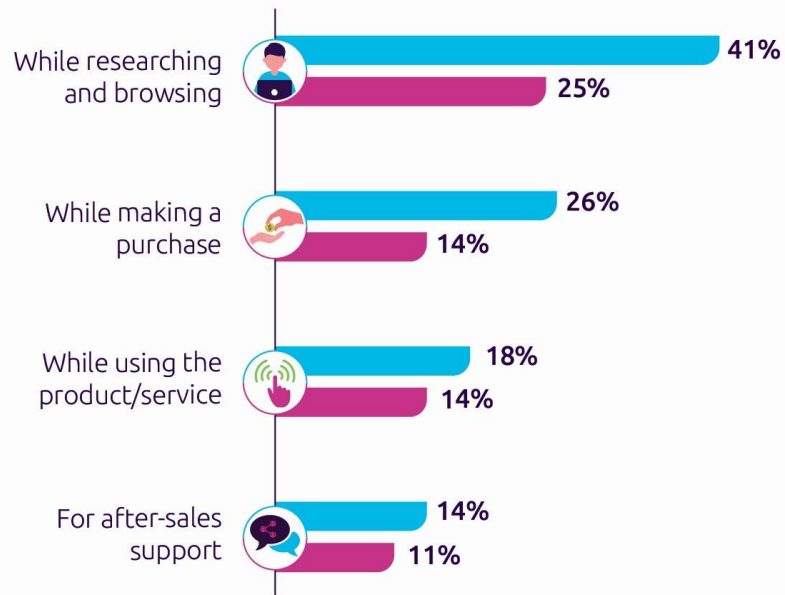 While researching
and browsing
41%
25%
While making a
purchase
26%
14%
While using the
product/service
18%
14%
For after-sales
support
14%
11%